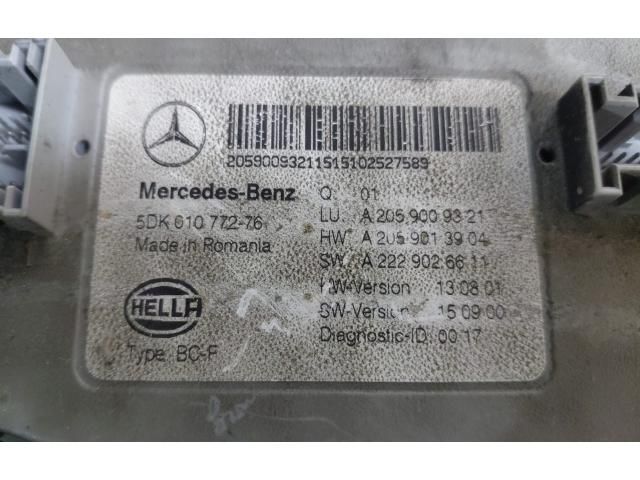 20590093211515102527589
Mercedes-Benz
Q 01
5DK 010 772-76
LU A 205 900 93 21
Made in Romania
HW A 205 901 39 04
SW A 222 902 66 11
HW-Version 13 08 01
HELLA
SW-Version 15 09 00
Diagnostic-ID 00 17
Type BC-F